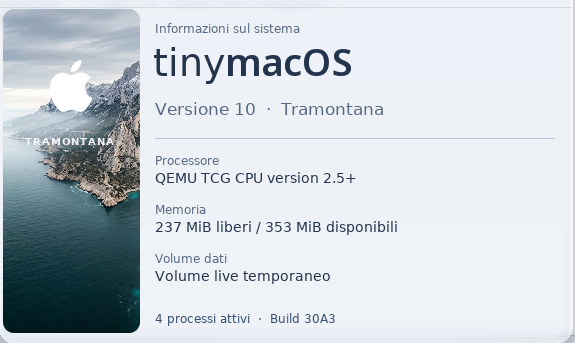 Informazioni sul sistema
tinymacOS
Versione 10 · Tramontana
TRAMONTANA
Processore
QEMU TCG CPU version 2.5+
Memoria
237 MiB liberi / 353 MiB disponibili
Volume dati
Volume live temporaneo
4 processi attivi · Build 30A3